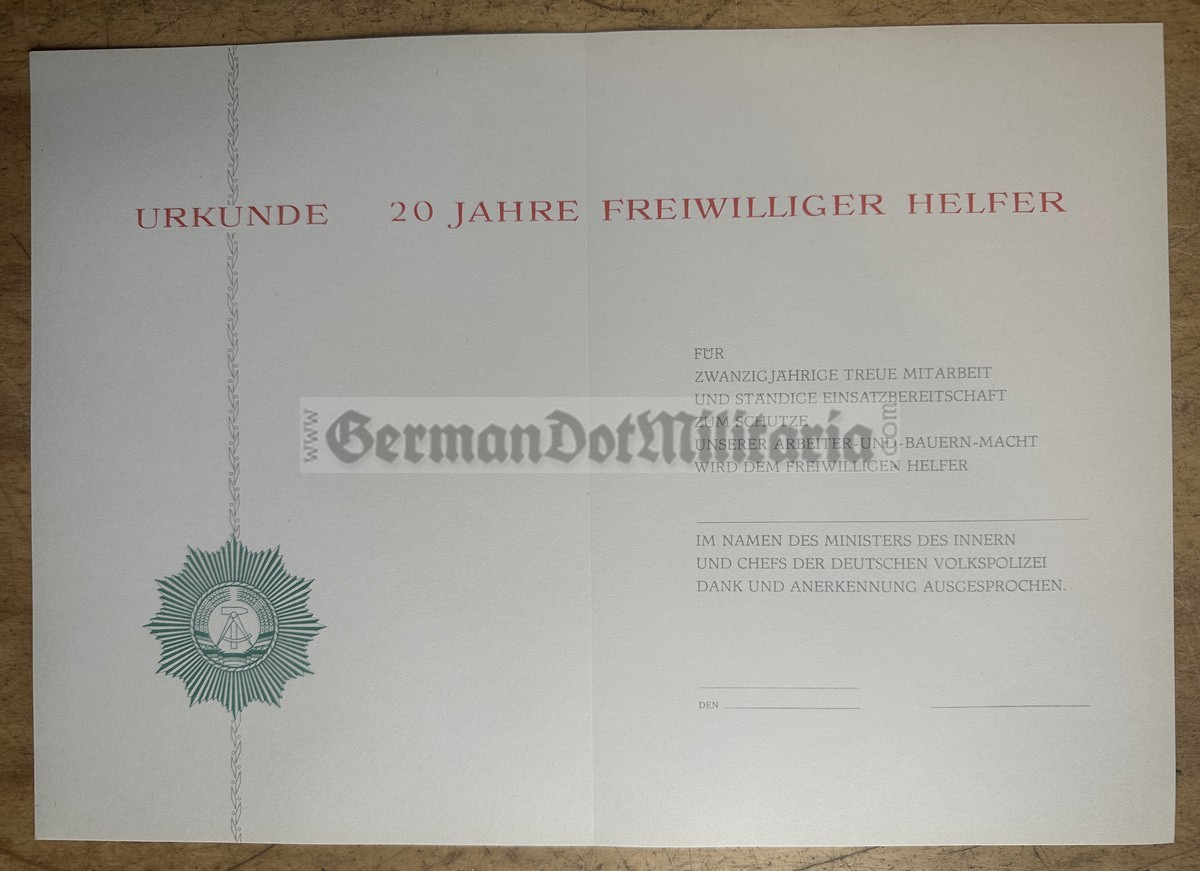 URKUNDE 20 JAHRE FREIWILLIGER HELFER
FÜR
ZWANZIGJÄHRIGE TREUE MITARBEIT
UND STÄNDIGE EINSATZBEREITSCHAFT
ZUM SCHUTZE
UNSERER ARBEITER-UND-BAUERN-MACHT
WIRD DEM FREIWILLIGEN HELFER
www GermanDotMilitaria .com
IM NAMEN DES MINISTERS DES INNERN
UND CHEFS DER DEUTSCHEN VOLKSPOLIZEI
DANK UND ANERKENNUNG AUSGESPROCHEN.
DEN